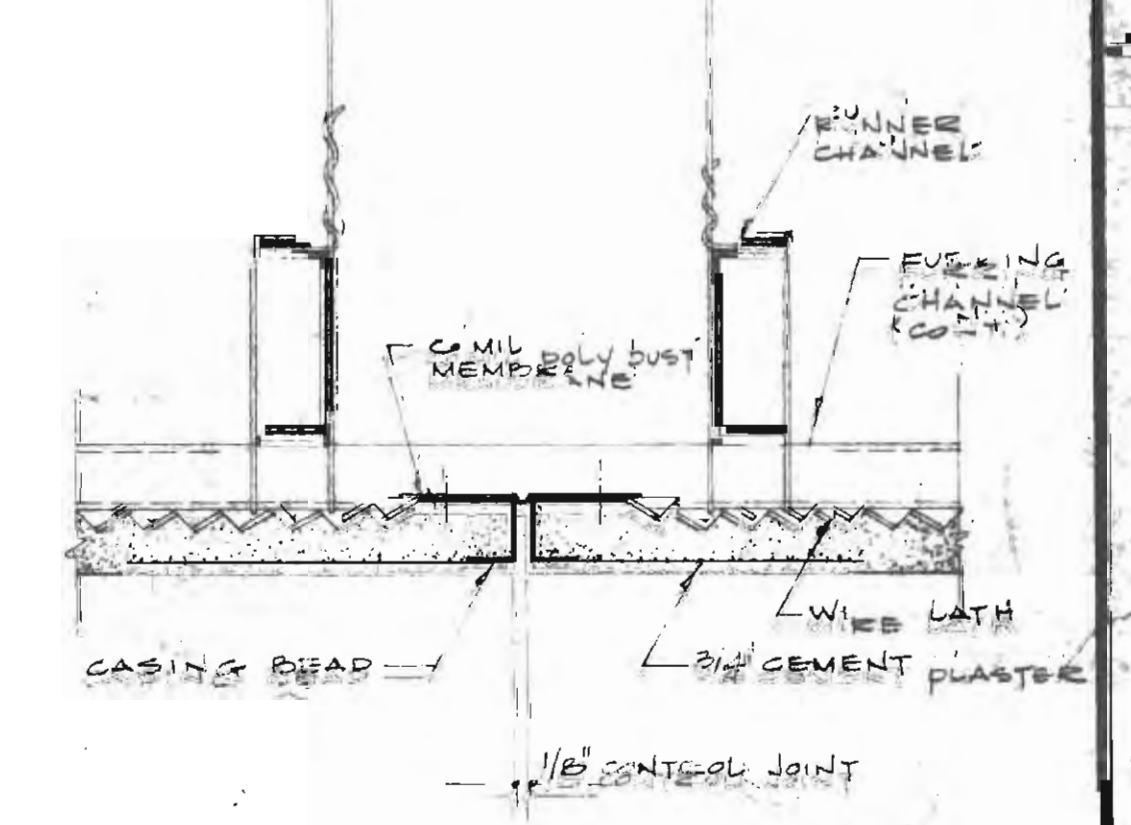 RUNNER
CHANNEL
FURRING
CHANNEL
(CONT.)
MIL POLY DUST
MEMBRANE
WIRE LATH
CASING BEAD
3/4" CEMENT PLASTER
1/8" CONTROL JOINT